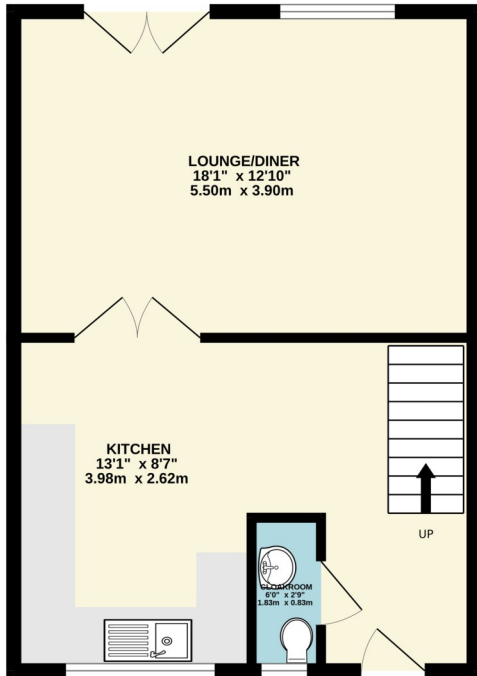 LOUNGE/DINER
18'1" x 12'10"
5.50m x 3.90m
KITCHEN
13'1" x 8'7"
3.98m x 2.62m
UP
CLOAKROOM
6'0" x 2'9"
1.83m x 0.83m